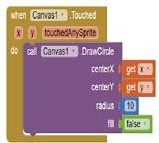 when Canvas1 .Touched
x y touchedAnySprite
do call Canvas1 .DrawCircle
centerX get x
centerY get y
radius 10
fill false